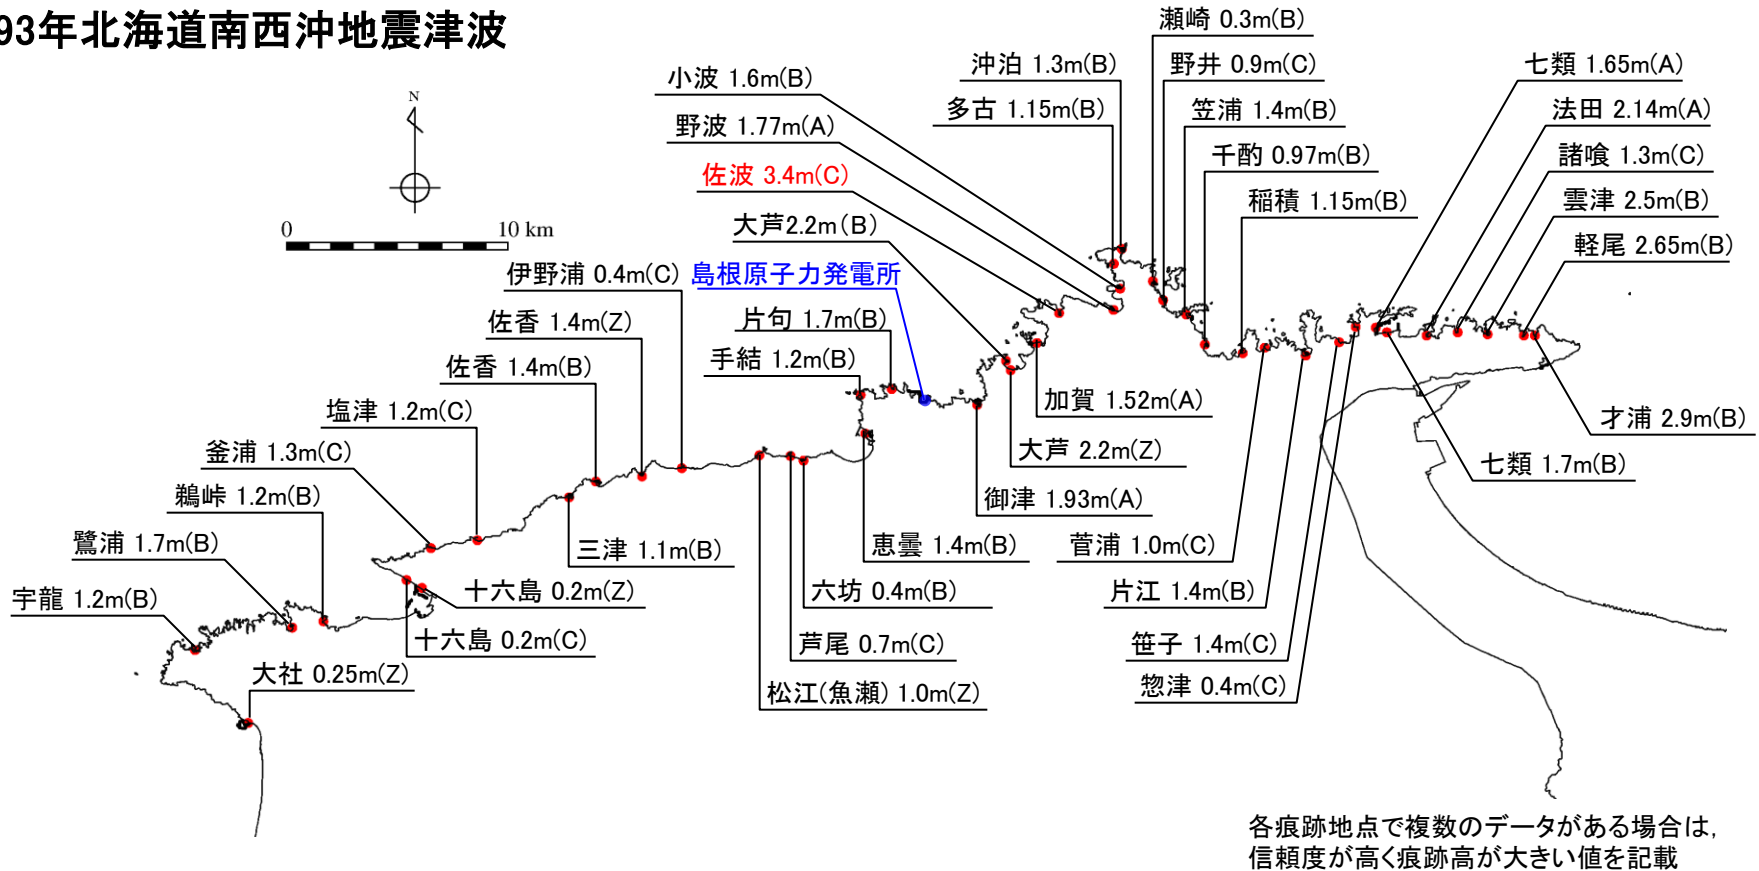 93年北海道南西沖地震津波
N
0 10 km
瀬崎 0.3m(B)
沖泊 1.3m(B)
野井 0.9m(C)
七類 1.65m(A)
小波 1.6m(B)
多古 1.15m(B)
笠浦 1.4m(B)
法田 2.14m(A)
野波 1.77m(A)
千酌 0.97m(B)
諸喰 1.3m(C)
佐波 3.4m(C)
稲積 1.15m(B)
雲津 2.5m(B)
大芦2.2m(B)
軽尾 2.65m(B)
伊野浦 0.4m(C)
島根原子力発電所
佐香 1.4m(Z)
片句 1.7m(B)
佐香 1.4m(B)
手結 1.2m(B)
塩津 1.2m(C)
加賀 1.52m(A)
才浦 2.9m(B)
釜浦 1.3m(C)
大芦 2.2m(Z)
七類 1.7m(B)
鵜峠 1.2m(B)
御津 1.93m(A)
鷺浦 1.7m(B)
三津 1.1m(B)
恵曇 1.4m(B)
菅浦 1.0m(C)
宇龍 1.2m(B)
十六島 0.2m(Z)
六坊 0.4m(B)
片江 1.4m(B)
十六島 0.2m(C)
芦尾 0.7m(C)
笹子 1.4m(C)
大社 0.25m(Z)
松江(魚瀬) 1.0m(Z)
惣津 0.4m(C)
各痕跡地点で複数のデータがある場合は,
信頼度が高く痕跡高が大きい値を記載